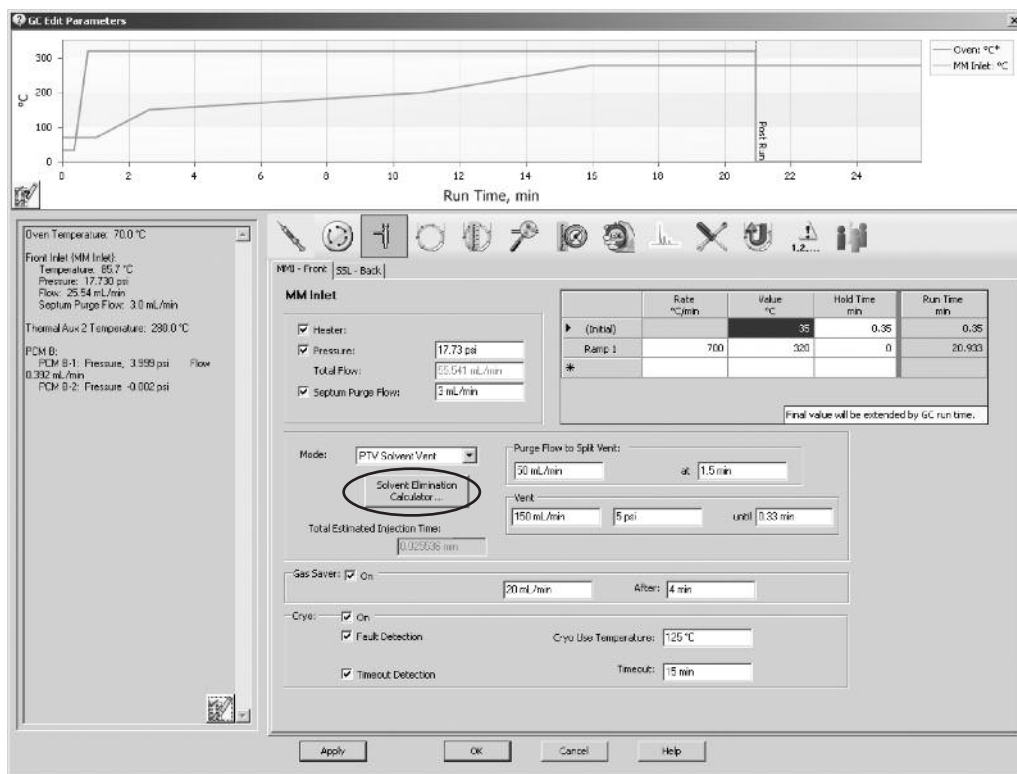 GC Edit Parameters
x
300
200
100
0
°C
0 2 4 6 8 10 12 14 16 18 20 22 24
Run Time, min
Post Run
Oven: °C*
MM Inlet: °C
Oven Temperature: 70.0 °C
Front Inlet (MM Inlet):
Temperature: 85.7 °C
Pressure: 17.730 psi
Flow: 25.54 mL/min
Septum Purge Flow: 3.0 mL/min
Thermal Aux 2 Temperature: 280.0 °C
PCM B:
PCM B-1: Pressure, 3.999 psi Flow
0.392 mL/min
PCM B-2: Pressure -0.002 psi
1.2....
MMI - Front SSL - Back
MM Inlet
Heater:
Pressure: 17.73 psi
Total Flow: 55.541 mL/min
Septum Purge Flow: 3 mL/min
Rate Value Hold Time Run Time
°C/min °C min min
(Initial) 35 0.35 0.35
Ramp 1 700 320 0 20.933
*
Final value will be extended by GC run time.
Mode: PTV Solvent Vent
Solvent Elimination
Calculator ...
Total Estimated Injection Time:
0.025536 min
Purge Flow to Split Vent:
50 mL/min at 1.5 min
Vent
150 mL/min 5 psi until 0.33 min
Gas Saver: On
20 mL/min After: 4 min
Cryo: On
Fault Detection Cryo Use Temperature: 125 °C
Timeout Detection Timeout: 15 min
Apply OK Cancel Help